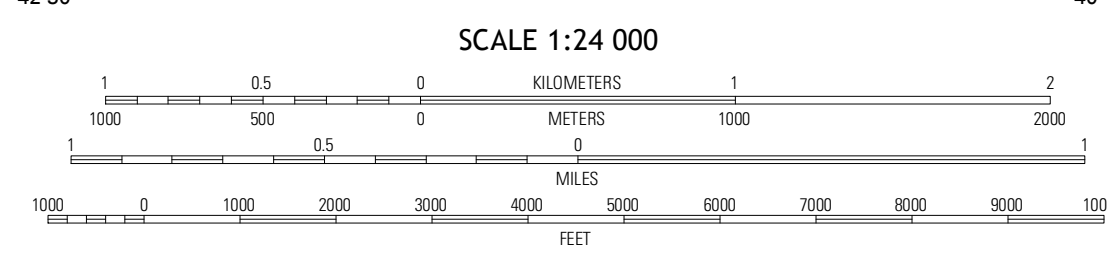 SCALE 1:24 000
1 0.5 0 KILOMETERS 1 2
1000 500 0 METERS 1000 2000
1 0.5 0 1
MILES
1000 0 1000 2000 3000 4000 5000 6000 7000 8000 9000 100
FEET